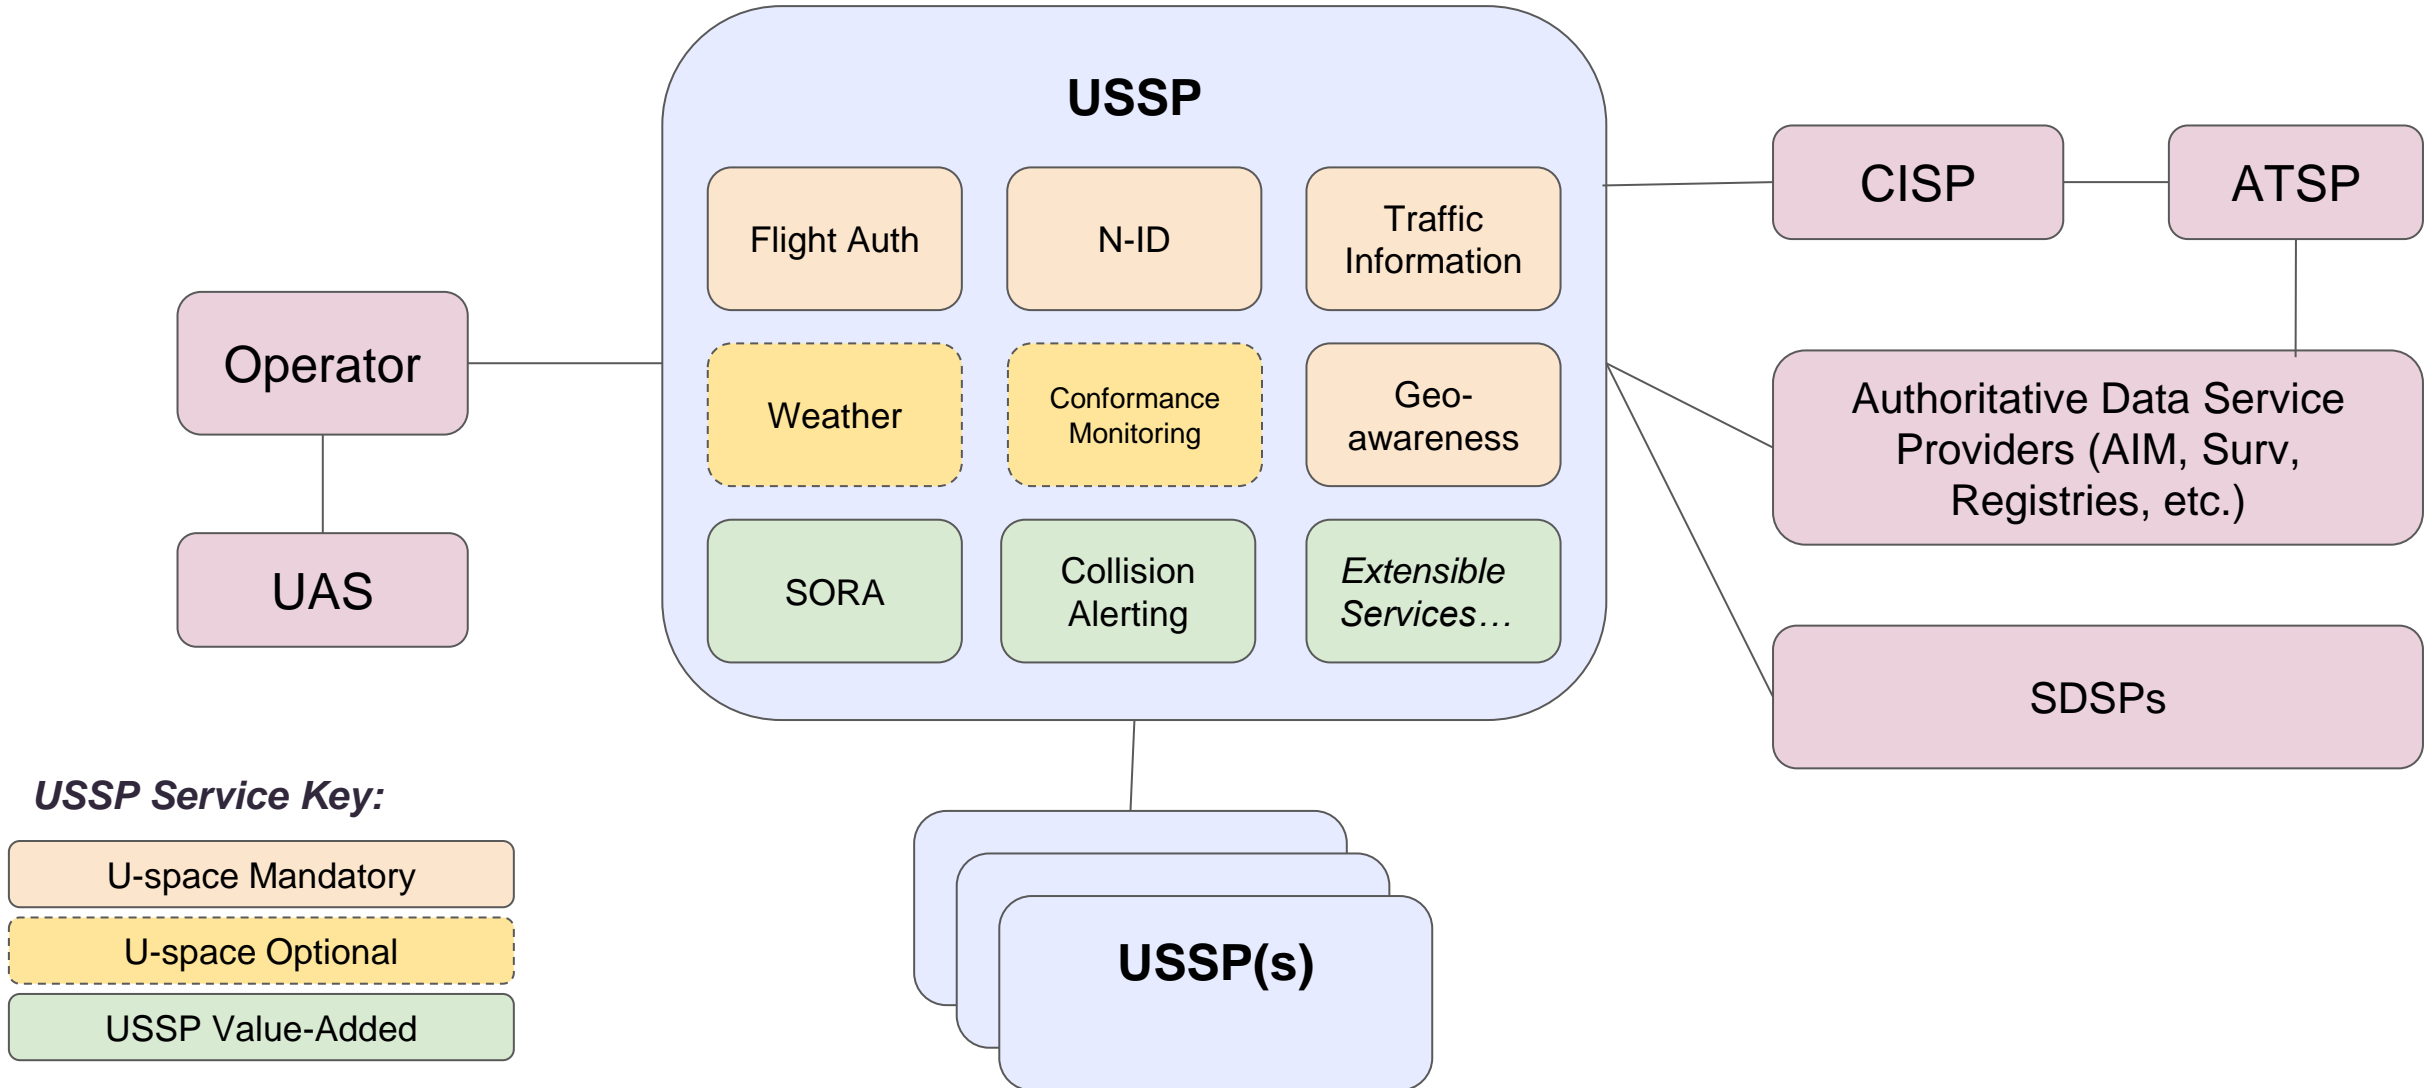 USSP
Flight Auth
N-ID
Traffic
Information
Weather
Conformance
Monitoring
Geo-
awareness
SORA
Collision
Alerting
Extensible
Services…
Operator
UAS
CISP
ATSP
Authoritative Data Service
Providers (AIM, Surv,
Registries, etc.)
SDSPs
USSP(s)
USSP Service Key:
U-space Mandatory
U-space Optional
USSP Value-Added